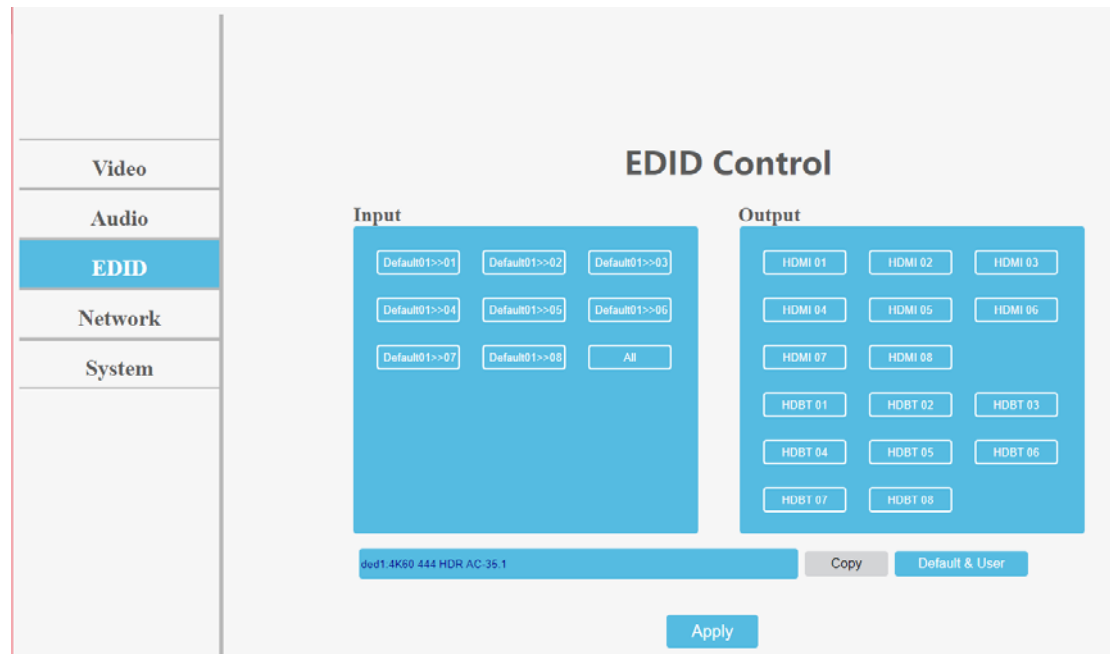 EDID Control
Video
Audio
EDID
Network
System
Input
Default01>>01 Default01>>02 Default01>>03
Default01>>04 Default01>>05 Default01>>06
Default01>>07 Default01>>08 All
Output
HDMI 01 HDMI 02 HDMI 03
HDMI 04 HDMI 05 HDMI 06
HDMI 07 HDMI 08
HDBT 01 HDBT 02 HDBT 03
HDBT 04 HDBT 05 HDBT 06
HDBT 07 HDBT 08
ded1:4K60 444 HDR AC-35.1 Copy Default & User
Apply